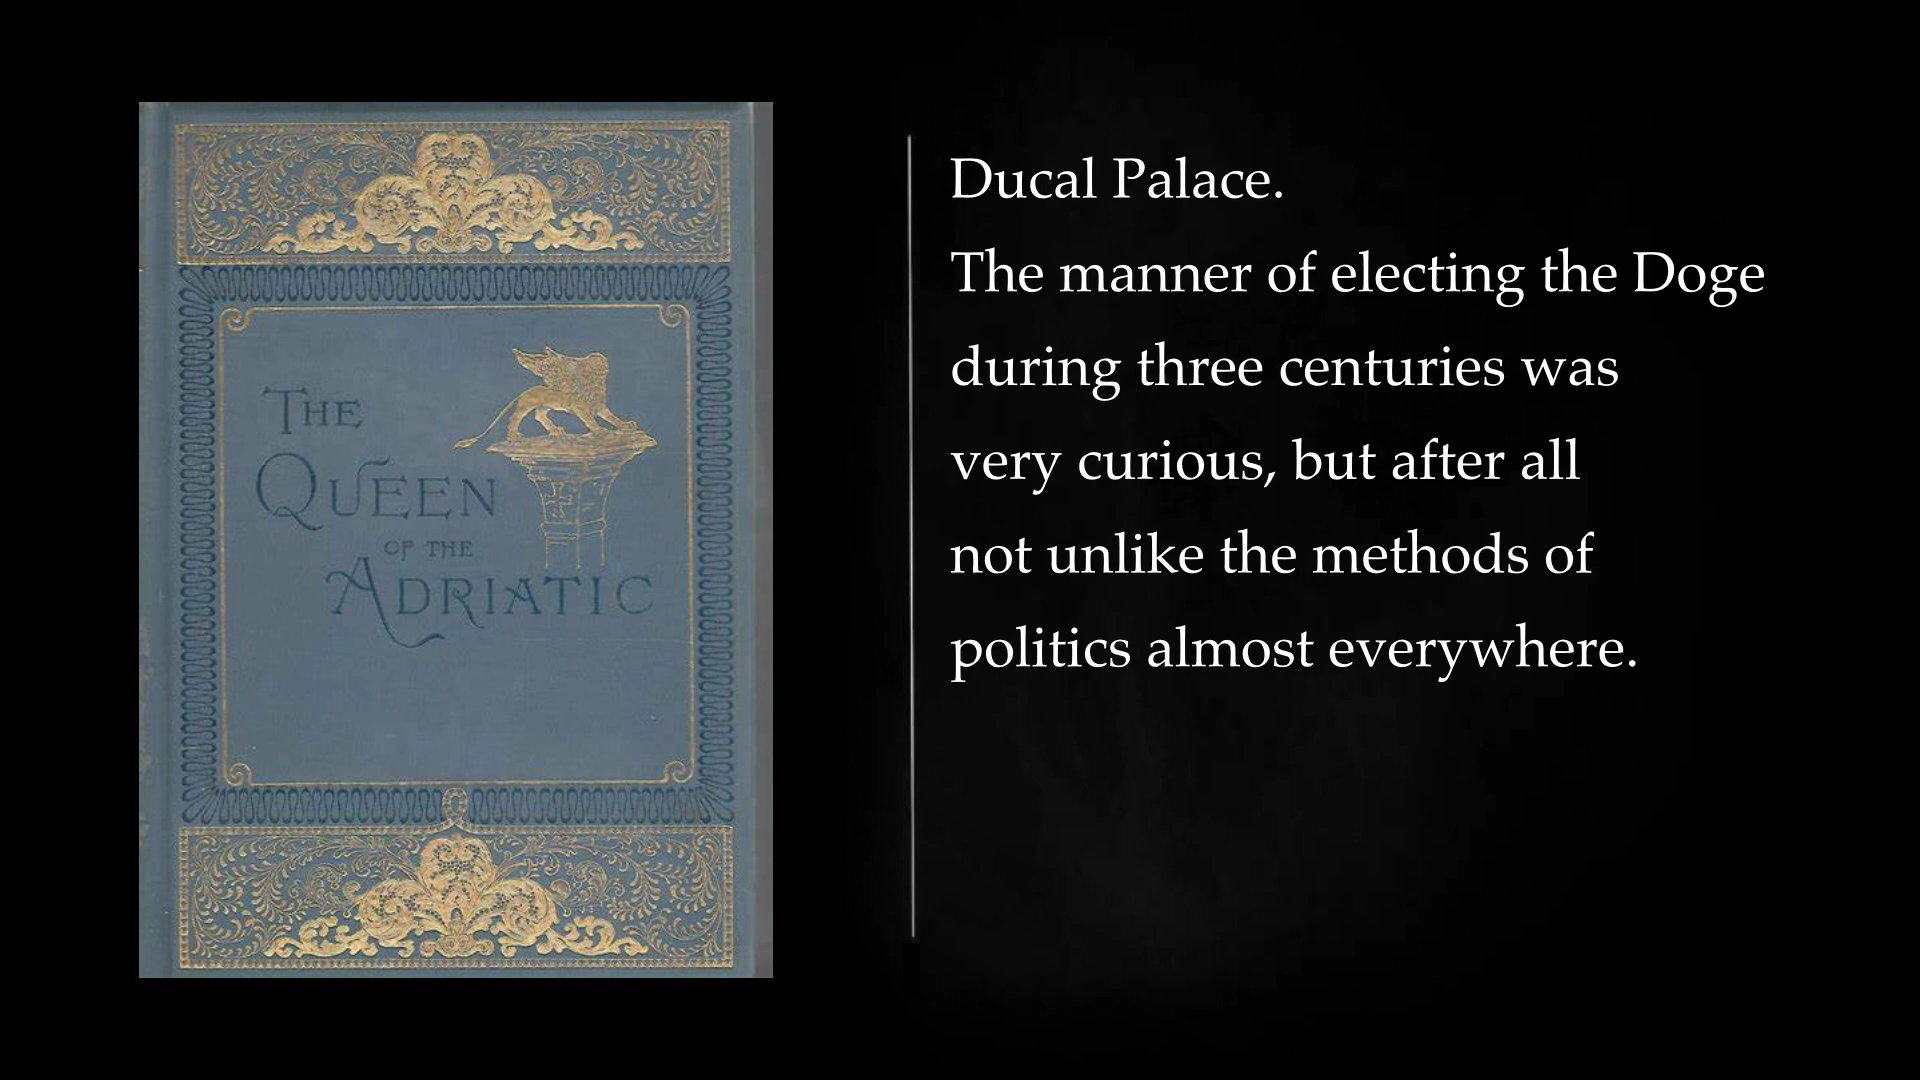 THE
QUEEN
OF THE
ADRIATIC
Ducal Palace.
The manner of electing the Doge
during three centuries was
very curious, but after all
not unlike the methods of
politics almost everywhere.